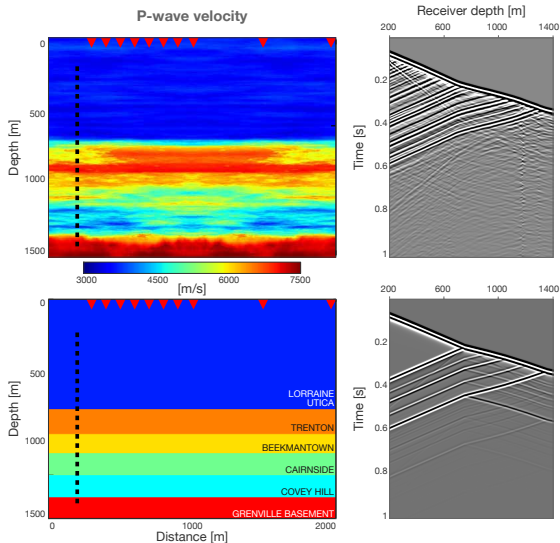 P-wave velocity
Receiver depth [m]
200 600 1000 1400
0
500
1000
1500
Depth [m]
0.2
0.4
0.6
0.8
1
Time [s]
3000 4500 6000 7500
[m/s]
0
500
1000
1500
Depth [m]
LORRAINE
UTICA
TRENTON
BEEKMANTOWN
CAIRNSIDE
COVEY HILL
GRENVILLE BASEMENT
0 1000 2000
Distance [m]
200 600 1000 1400
0.2
0.4
0.6
0.8
1
Time [s]